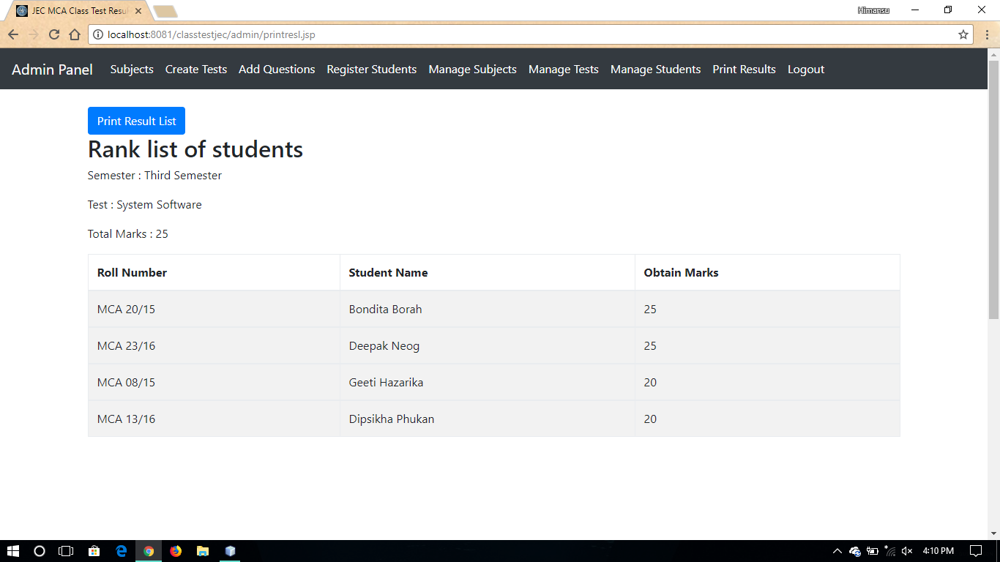 JEC MCA Class Test Resul
Himansu
localhost:8081/classtestjec/admin/printresl.jsp
Admin Panel Subjects Create Tests Add Questions Register Students Manage Subjects Manage Tests Manage Students Print Results Logout
Print Result List
Rank list of students
Semester : Third Semester
Test : System Software
Total Marks : 25
Roll Number Student Name Obtain Marks
MCA 20/15 Bondita Borah 25
MCA 23/16 Deepak Neog 25
MCA 08/15 Geeti Hazarika 20
MCA 13/16 Dipsikha Phukan 20
4:10 PM